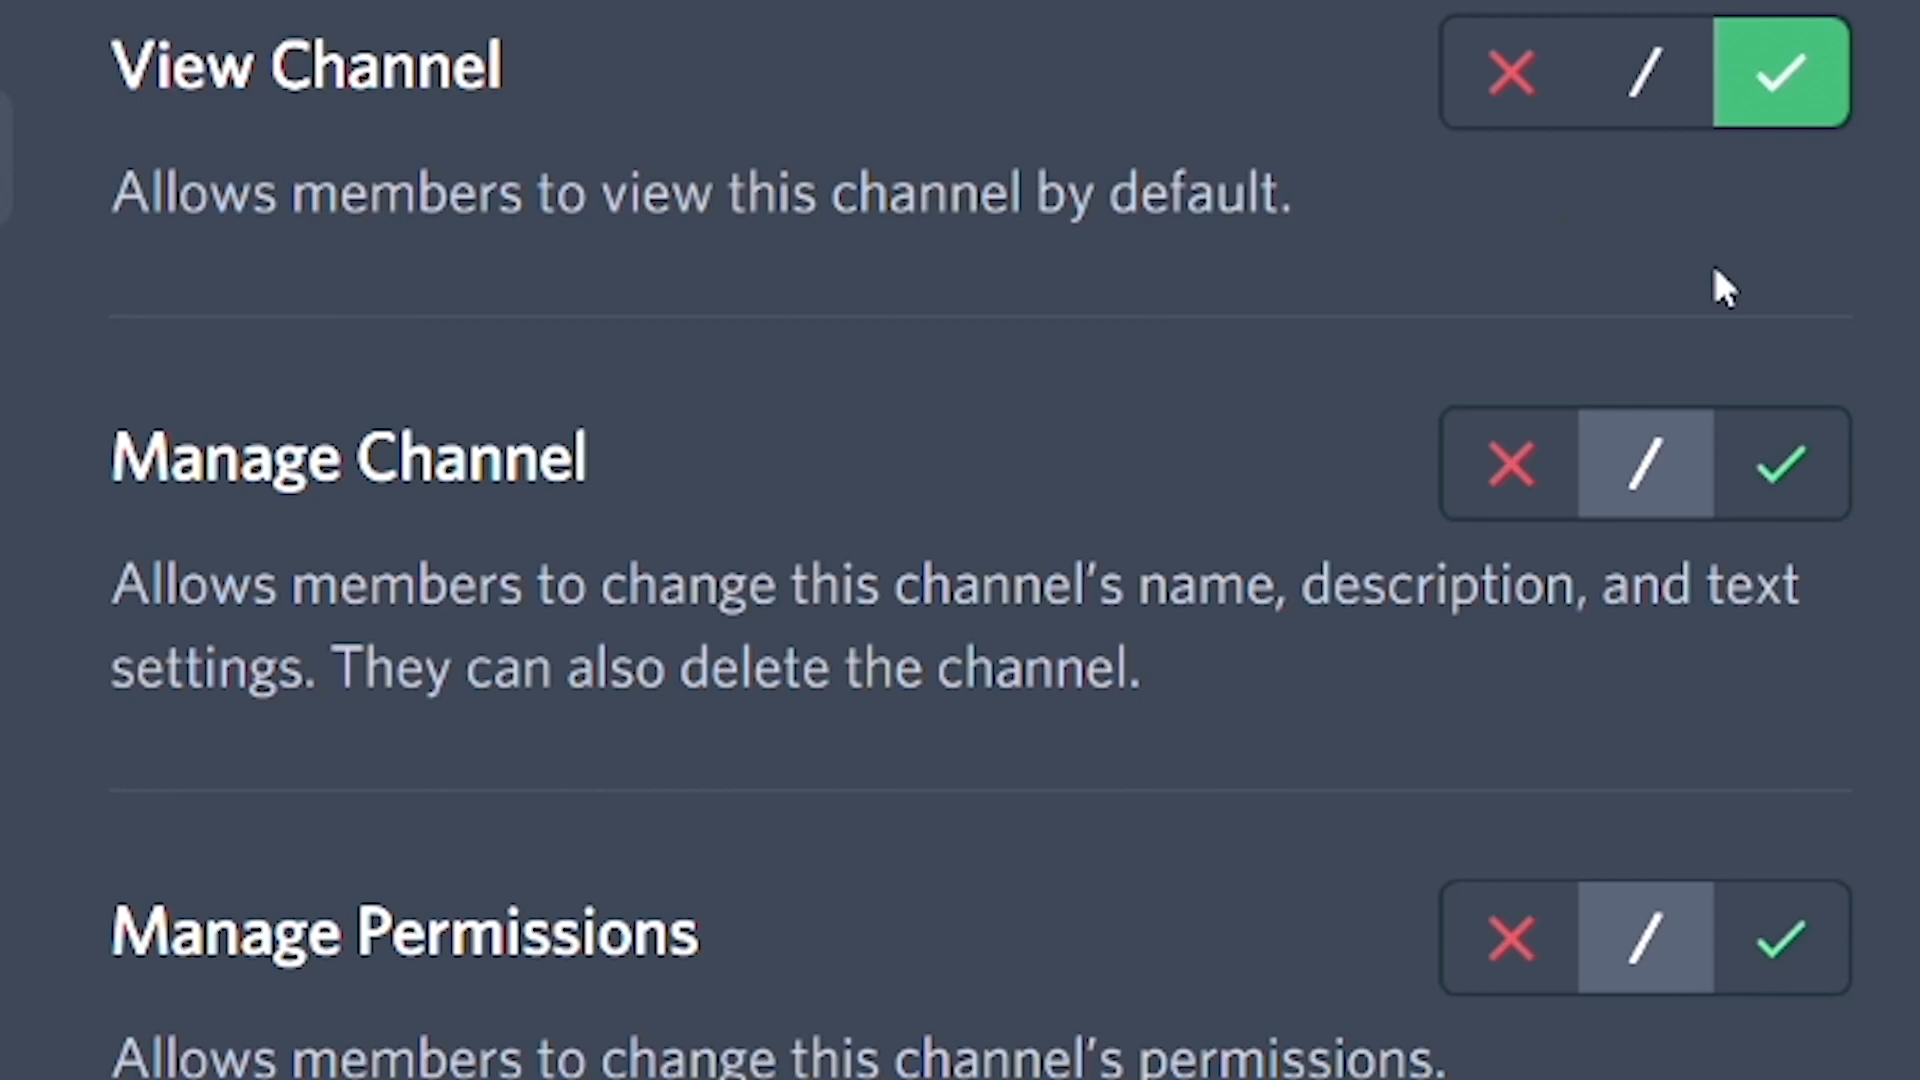 View Channel
Allows members to view this channel by default.
Manage Channel
Allows members to change this channel’s name, description, and text
settings. They can also delete the channel.
Manage Permissions
Allows members to change this channel’s permissions.